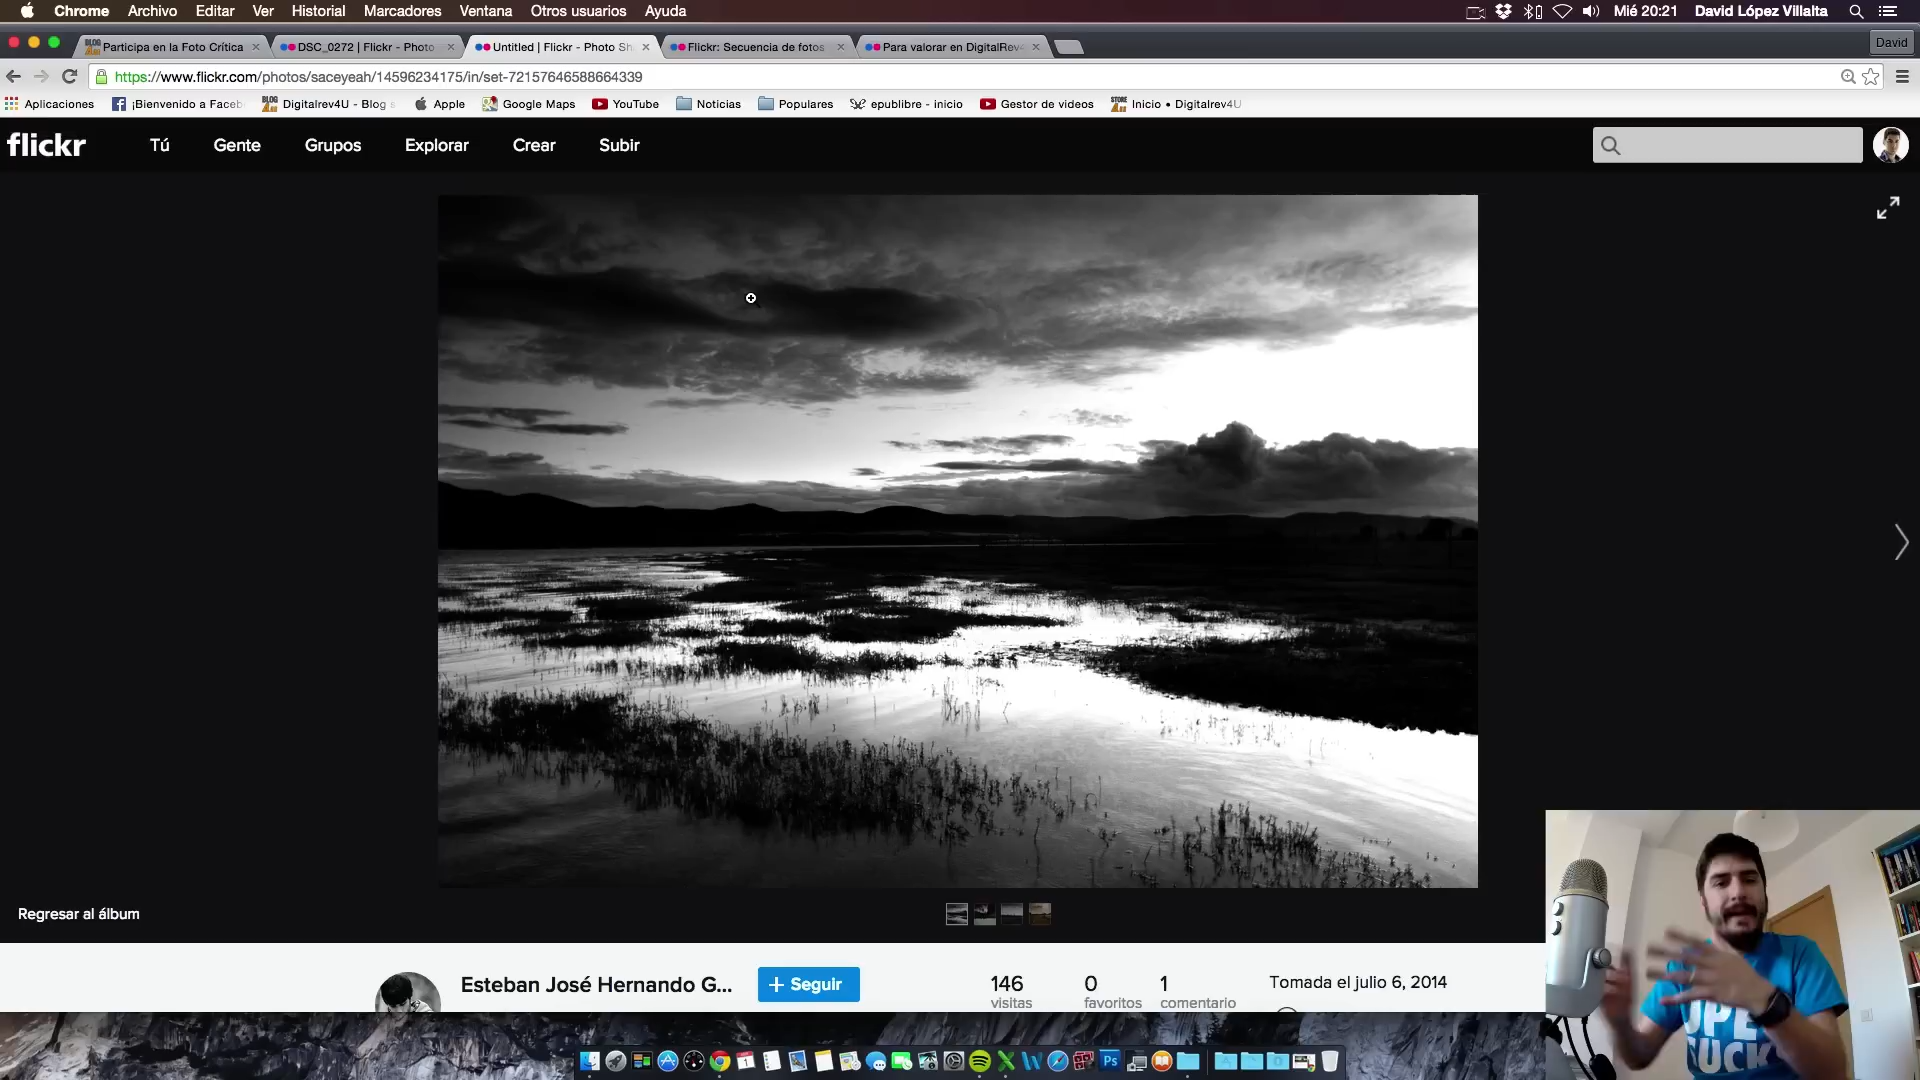 Chrome Archivo Editar Ver Historial Marcadores Ventana Otros usuarios Ayuda Mié 20:21 David López Villalta
Participa en la Foto Crítica DSC_0272 | Flickr - Photo Untitled | Flickr - Photo Sh Flickr: Secuencia de fotos Para valorar en DigitalRev4 David
https://www.flickr.com/photos/saceyeah/14596234175/in/set-72157646588664339
Aplicaciones ¡Bienvenido a Faceb Digitalrev4U - Blog s Apple Google Maps YouTube Noticias Populares epublibre - inicio Gestor de videos Inicio • Digitalrev4U
flickr Tú Gente Grupos Explorar Crear Subir
Regresar al álbum
Esteban José Hernando G... + Seguir 146 0 1 Tomada el julio 6, 2014
visitas favoritos comentario